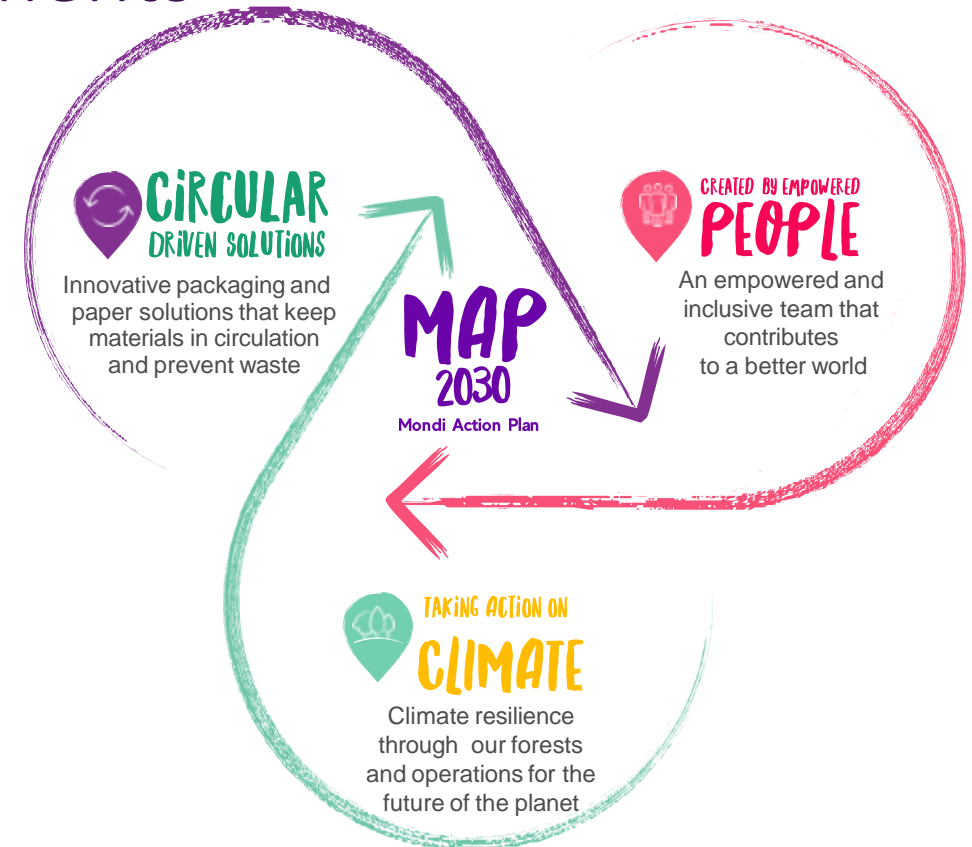 CIRCULAR
DRIVEN SOLUTIONS
Innovative packaging and
paper solutions that keep
materials in circulation
and prevent waste
CREATED BY EMPOWERED
PEOPLE
An empowered and
inclusive team that
contributes
to a better world
MAP
2030
Mondi Action Plan
TAKING ACTION ON
CLIMATE
Climate resilience
through our forests
and operations for the
future of the planet